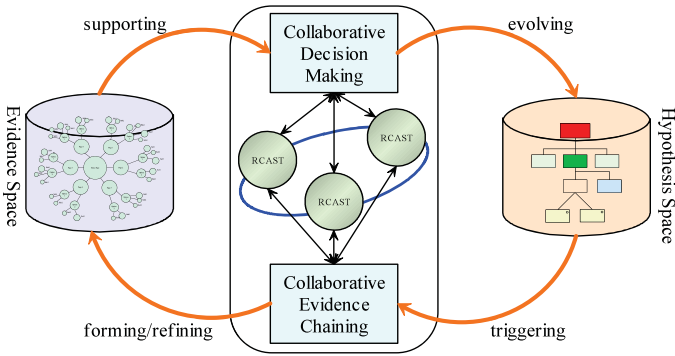 supporting
Collaborative
Decision
Making
evolving
Evidence Space
RCAST
RCAST
RCAST
Hypothesis Space
Collaborative
Evidence
Chaining
forming/refining
triggering